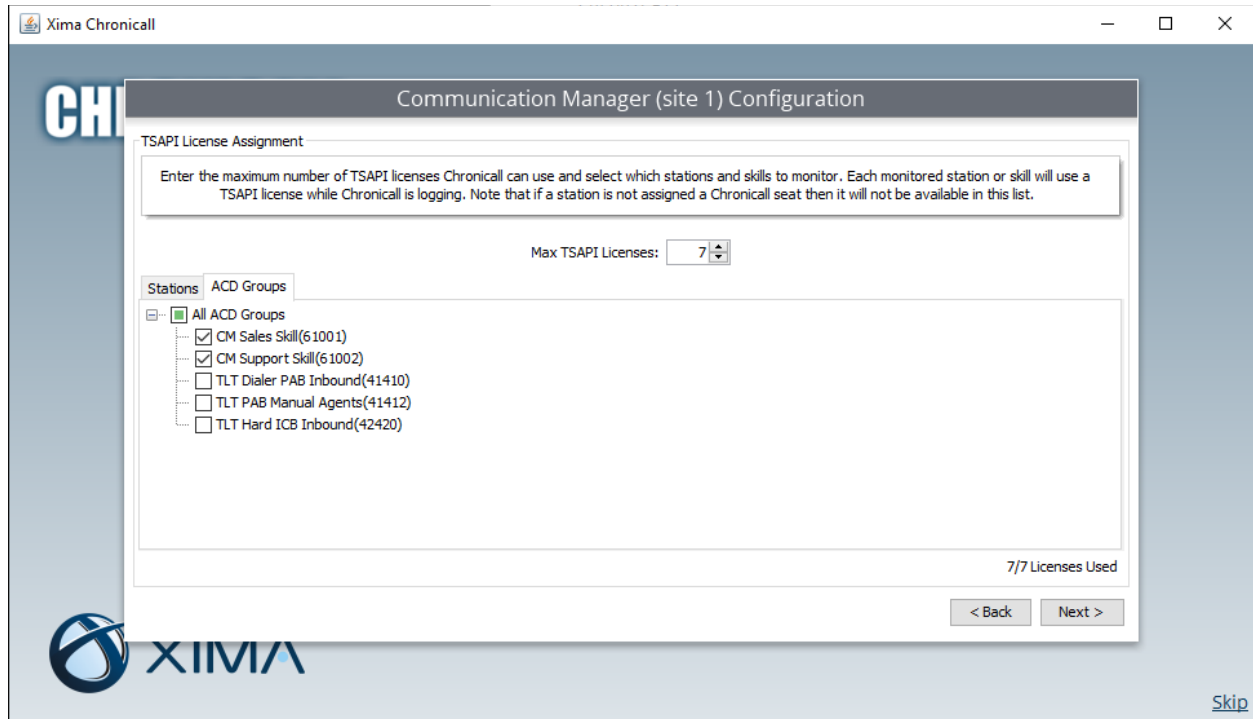 Xima Chronicall
CH
Communication Manager (site 1) Configuration
TSAPI License Assignment
Enter the maximum number of TSAPI licenses Chronicall can use and select which stations and skills to monitor. Each monitored station or skill will use a
TSAPI license while Chronicall is logging. Note that if a station is not assigned a Chronicall seat then it will not be available in this list.
Max TSAPI Licenses: 7
Stations ACD Groups
All ACD Groups
CM Sales Skill(61001)
CM Support Skill(61002)
TLT Dialer PAB Inbound(41410)
TLT PAB Manual Agents(41412)
TLT Hard ICB Inbound(42420)
7/7 Licenses Used
< Back Next >
XIMA
Skip